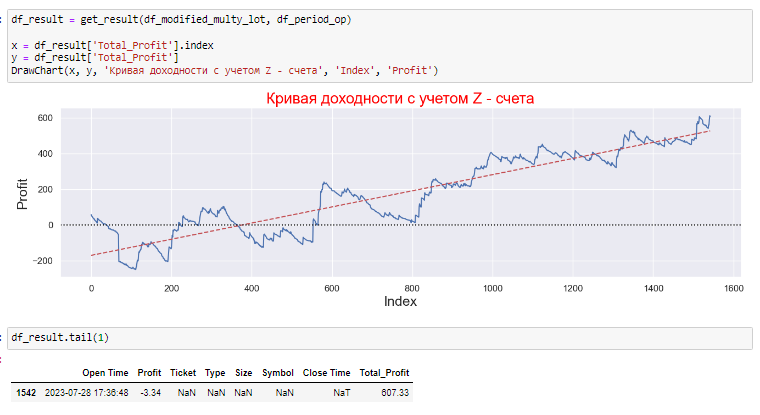 df_result = get_result(df_modified_multy_lot, df_period_op)
x = df_result['Total_Profit'].index
y = df_result['Total_Profit']
DrawChart(x, y, 'Кривая доходности с учетом Z - счета', 'Index', 'Profit')
Кривая доходности с учетом Z - счета
600
400
200
0
−200
Profit
0 200 400 600 800 1000 1200 1400 1600
Index
df_result.tail(1)
Open Time Profit Ticket Type Size Symbol Close Time Total_Profit
1542 2023-07-28 17:36:48 -3.34 NaN NaN NaN NaN NaT 607.33